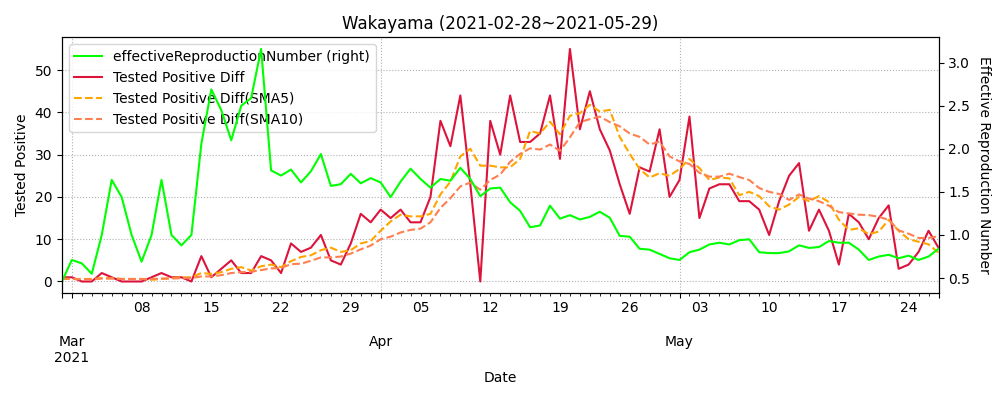 Wakayama (2021-02-28~2021-05-29)
effectiveReproductionNumber (right)
Tested Positive Diff
Tested Positive Diff(SMA5)
Tested Positive Diff(SMA10)
Tested Positive
50
40
30
20
10
0
3.0
2.5
2.0
1.5
1.0
0.5
Effective Reproduction Number
08 15 22 29 05 12 19 26 03 10 17 24
Mar Apr May
2021
Date